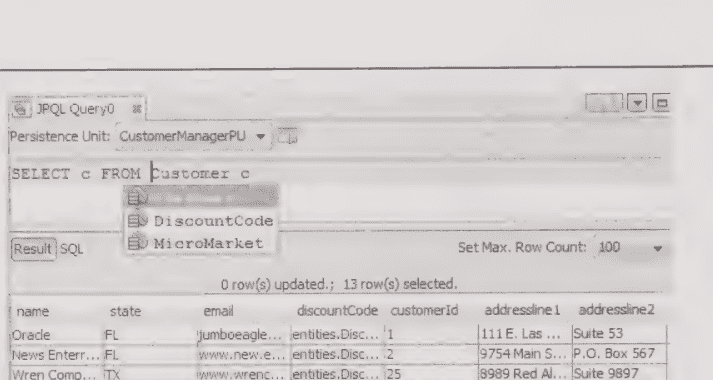 JPQL Query0
Persistence Unit: CustomerManagerPU
SELECT c FROM Customer c
DiscountCode
MicroMarket
Result SQL Set Max. Row Count: 100
0 row(s) updated.; 13 row(s) selected.
name state email discountCode customerId addressline1 addressline2
Oracle FL jumboeagle... entities.Disc... 1 111 E. Las ... Suite 53
News Enterr... FL www.new.e... entities.Disc... 2 9754 Main S... P.O. Box 567
Wren Comp... TX www.wrenc... entities.Disc... 25 8989 Red Al... Suite 9897